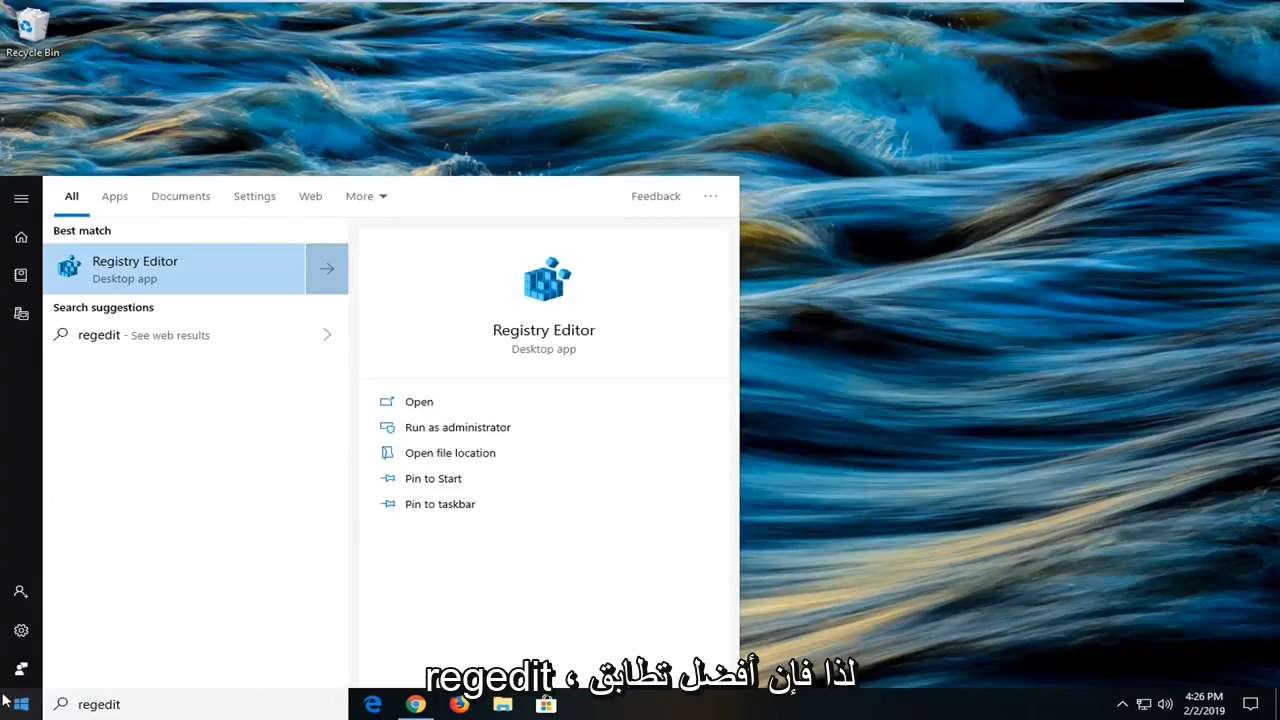 Recycle Bin
All
Apps
Documents
Settings
Web
More
Feedback
Best match
Registry Editor
Desktop app
Search suggestions
regedit - See web results
Registry Editor
Desktop app
Open
Run as administrator
Open file location
Pin to Start
Pin to taskbar
لذا فإن أفضل تطابق ، regedit
regedit
4:26 PM
2/2/2019